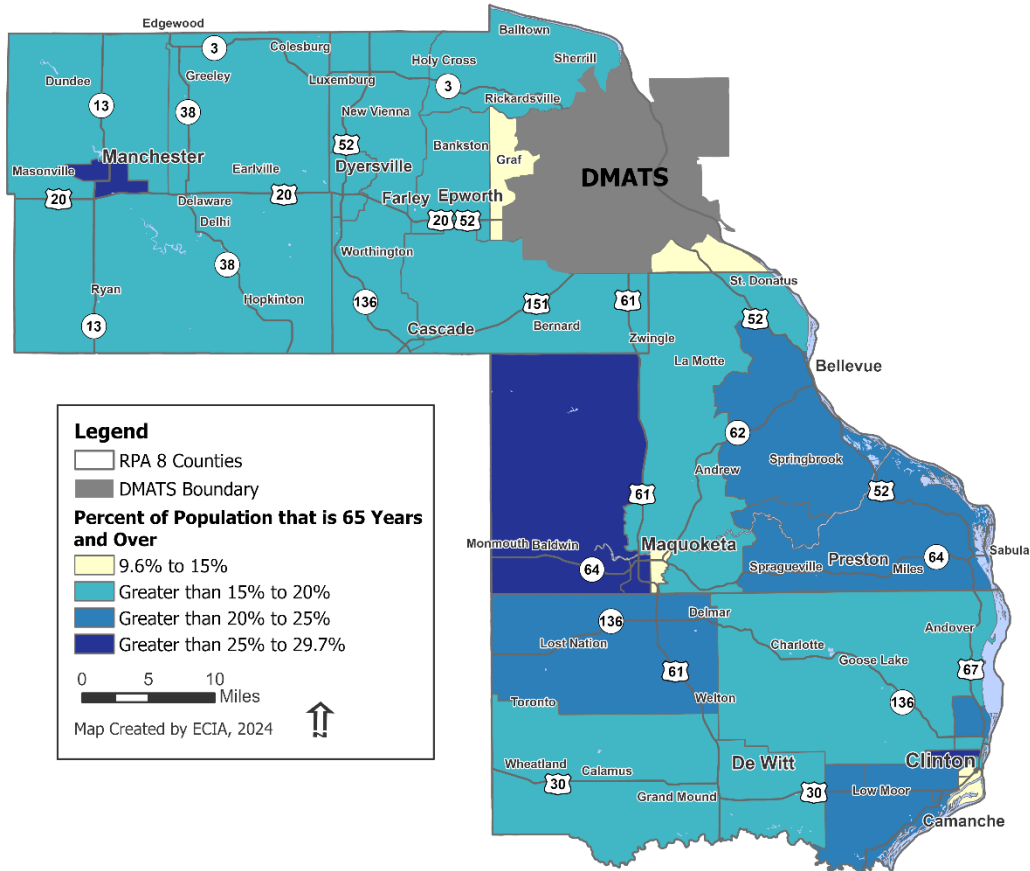 Edgewood
Balltown
3
Colesburg
Holy Cross
Sherrill
Dundee
Greeley
Luxemburg
3
Rickardsville
13
38
New Vienna
52
Bankston
Graf
Masonville
Manchester
Earlville
Dyersville
DMATS
20
Delaware
20
Farley
Epworth
20
52
Delhi
Worthington
38
St. Donatus
Ryan
Hopkinton
136
151
61
52
13
Cascade
Bernard
Zwingle
La Motte
Bellevue
62
Springbrook
Andrew
61
52
Monmouth
Baldwin
Maquoketa
64
Spragueville
Preston
Miles
64
Sabula
136
Delmar
Lost Nation
Charlotte
Andover
Goose Lake
61
67
Toronto
Welton
136
Wheatland
Calamus
De Witt
Clinton
30
Grand Mound
30
Low Moor
Camanche
Legend
RPA 8 Counties
DMATS Boundary
Percent of Population that is 65 Years
and Over
9.6% to 15%
Greater than 15% to 20%
Greater than 20% to 25%
Greater than 25% to 29.7%
0 5 10
Miles
Map Created by ECIA, 2024
N